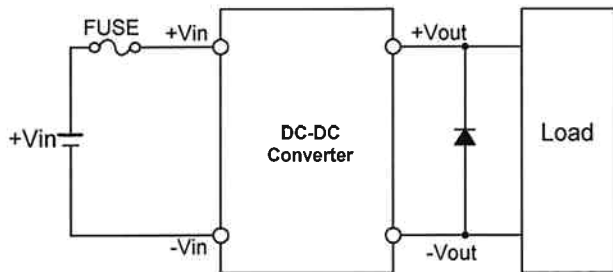 FUSE
+Vin
+Vout
+Vin
DC-DC
Converter
Load
-Vin
-Vout